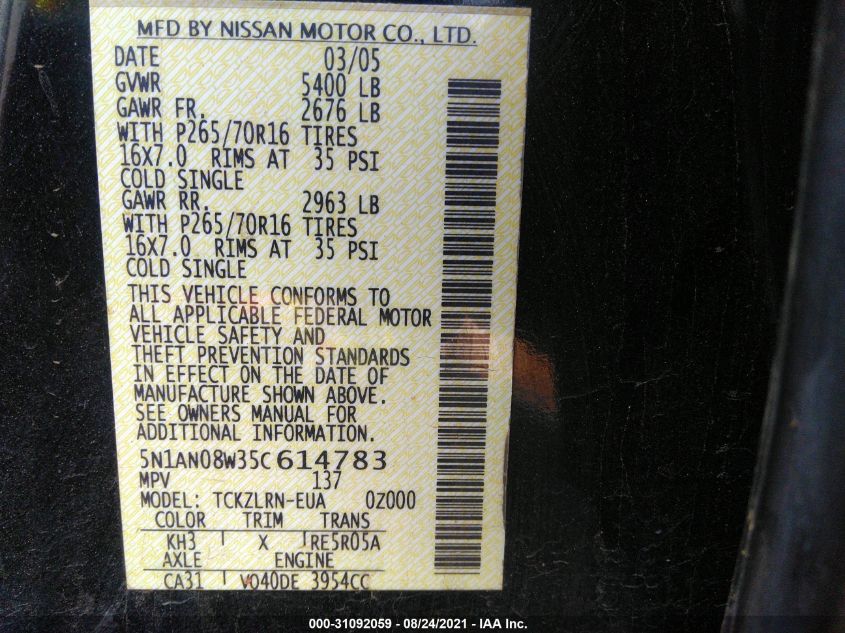 MFD BY NISSAN MOTOR CO., LTD.
DATE 03/05
GVWR 5400 LB
GAWR FR. 2676 LB
WITH P265/70R16 TIRES
16X7.0 RIMS AT 35 PSI
COLD SINGLE
GAWR RR. 2963 LB
WITH P265/70R16 TIRES
16X7.0 RIMS AT 35 PSI
COLD SINGLE
THIS VEHICLE CONFORMS TO
ALL APPLICABLE FEDERAL MOTOR
VEHICLE SAFETY AND
THEFT PREVENTION STANDARDS
IN EFFECT ON THE DATE OF
MANUFACTURE SHOWN ABOVE.
SEE OWNERS MANUAL FOR
ADDITIONAL INFORMATION.
5N1AN08W35C614783
MPV 137
MODEL: TCKZLRN-EUA 0Z000
COLOR TRIM TRANS
KH3 X RE5R05A
AXLE ENGINE
CA31 VQ40DE 3954CC
000-31092059 - 08/24/2021 - IAA Inc.